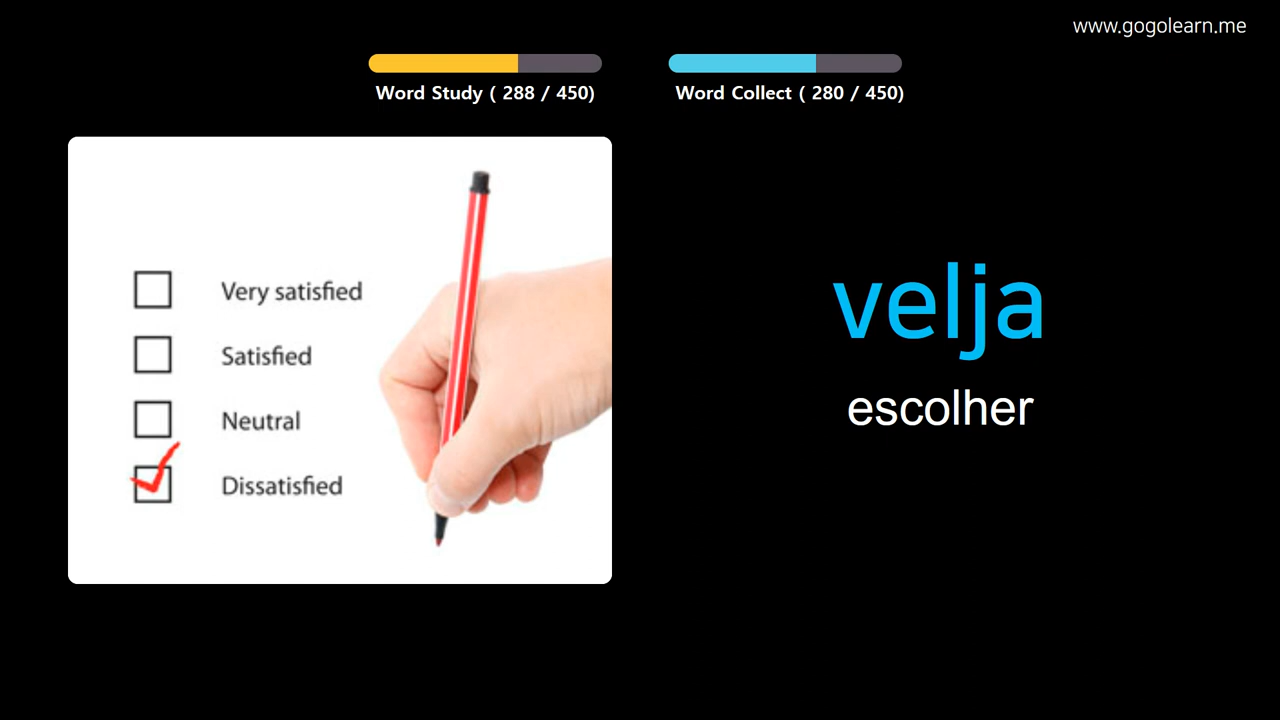 www.gogolearn.me
Word Study ( 288 / 450)
Word Collect ( 280 / 450)
Very satisfied
Satisfied
Neutral
Dissatisfied
velja
escolher